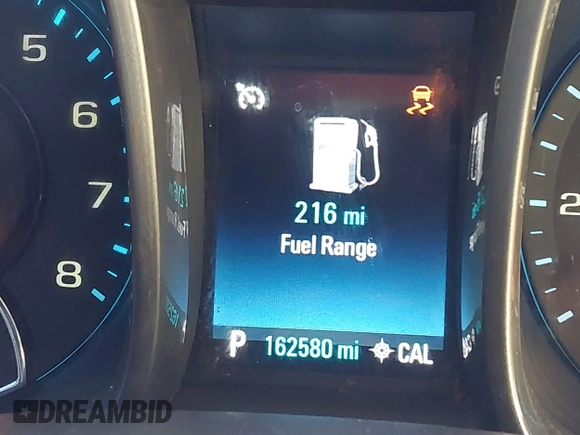 5
6
7
8
2
216 mi
Fuel Range
P 162580 mi CAL
DREAMBID